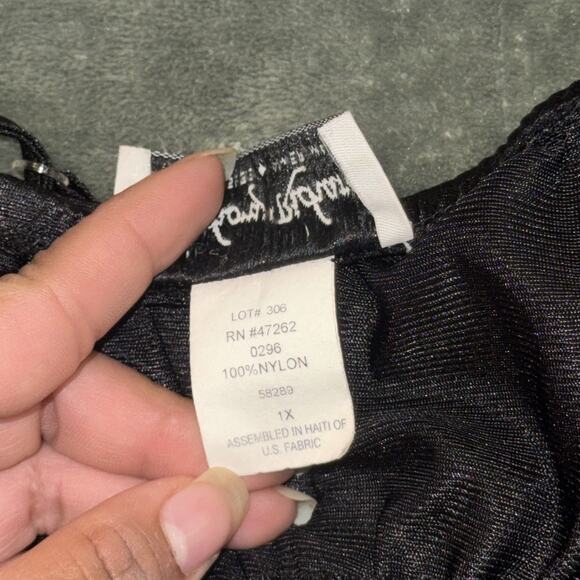 LOT# 306
RN #47262
0296
100%NYLON
58289
1X
ASSEMBLED IN HAITI OF
U.S. FABRIC